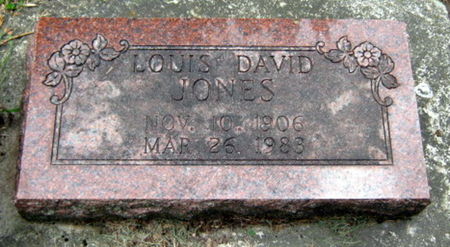 LOUIS DAVID
JONES
NOV. 10, 1906
MAR. 26, 1983